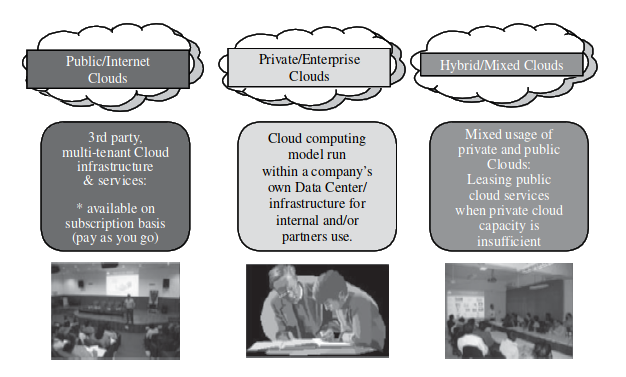 Public/Internet
Clouds
Private/Enterprise
Clouds
Hybrid/Mixed Clouds
3rd party,
multi-tenant Cloud
infrastructure
& services:
* available on
subscription basis
(pay as you go)
Cloud computing
model run
within a company’s
own Data Center/
infrastructure for
internal and/or
partners use.
Mixed usage of
private and public
Clouds:
Leasing public
cloud services
when private cloud
capacity is
insufficient